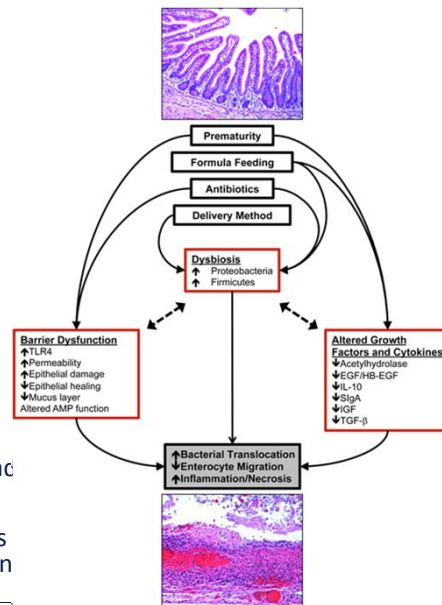 Prematurity
Formula Feeding
Antibiotics
Delivery Method
Dysbiosis
↑ Proteobacteria
↑ Firmicutes
Barrier Dysfunction
↑TLR4
↑Permeability
↑Epithelial damage
↓Epithelial healing
↓Mucus layer
Altered AMP function
Altered Growth
Factors and Cytokines
↓Acetylhydrolase
↓EGF/HB-EGF
↓IL-10
↓SIgA
↓IGF
↓TGF-β
↑Bacterial Translocation
↓Enterocyte Migration
↑Inflammation/Necrosis